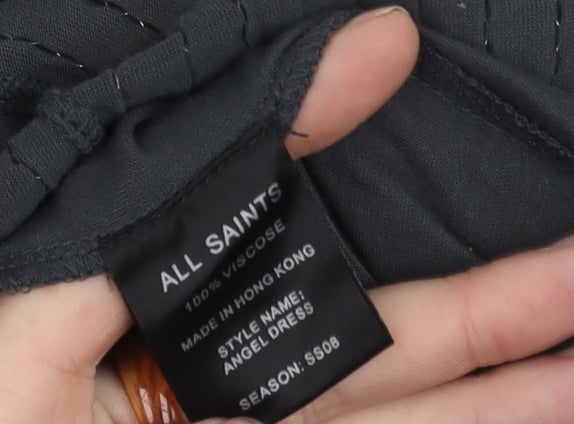 ALL SAINTS
100% VISCOSE
MADE IN HONG KONG
STYLE NAME:
ANGEL DRESS
SEASON: SS08